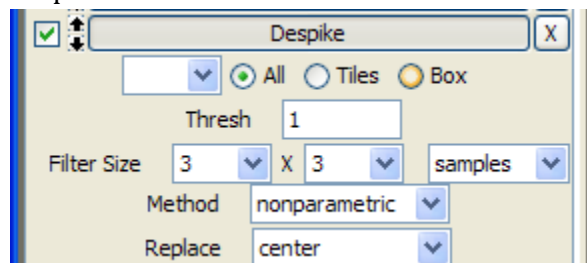 Despike X
All Tiles Box
Thresh 1
Filter Size 3 X 3 samples
Method nonparametric
Replace center